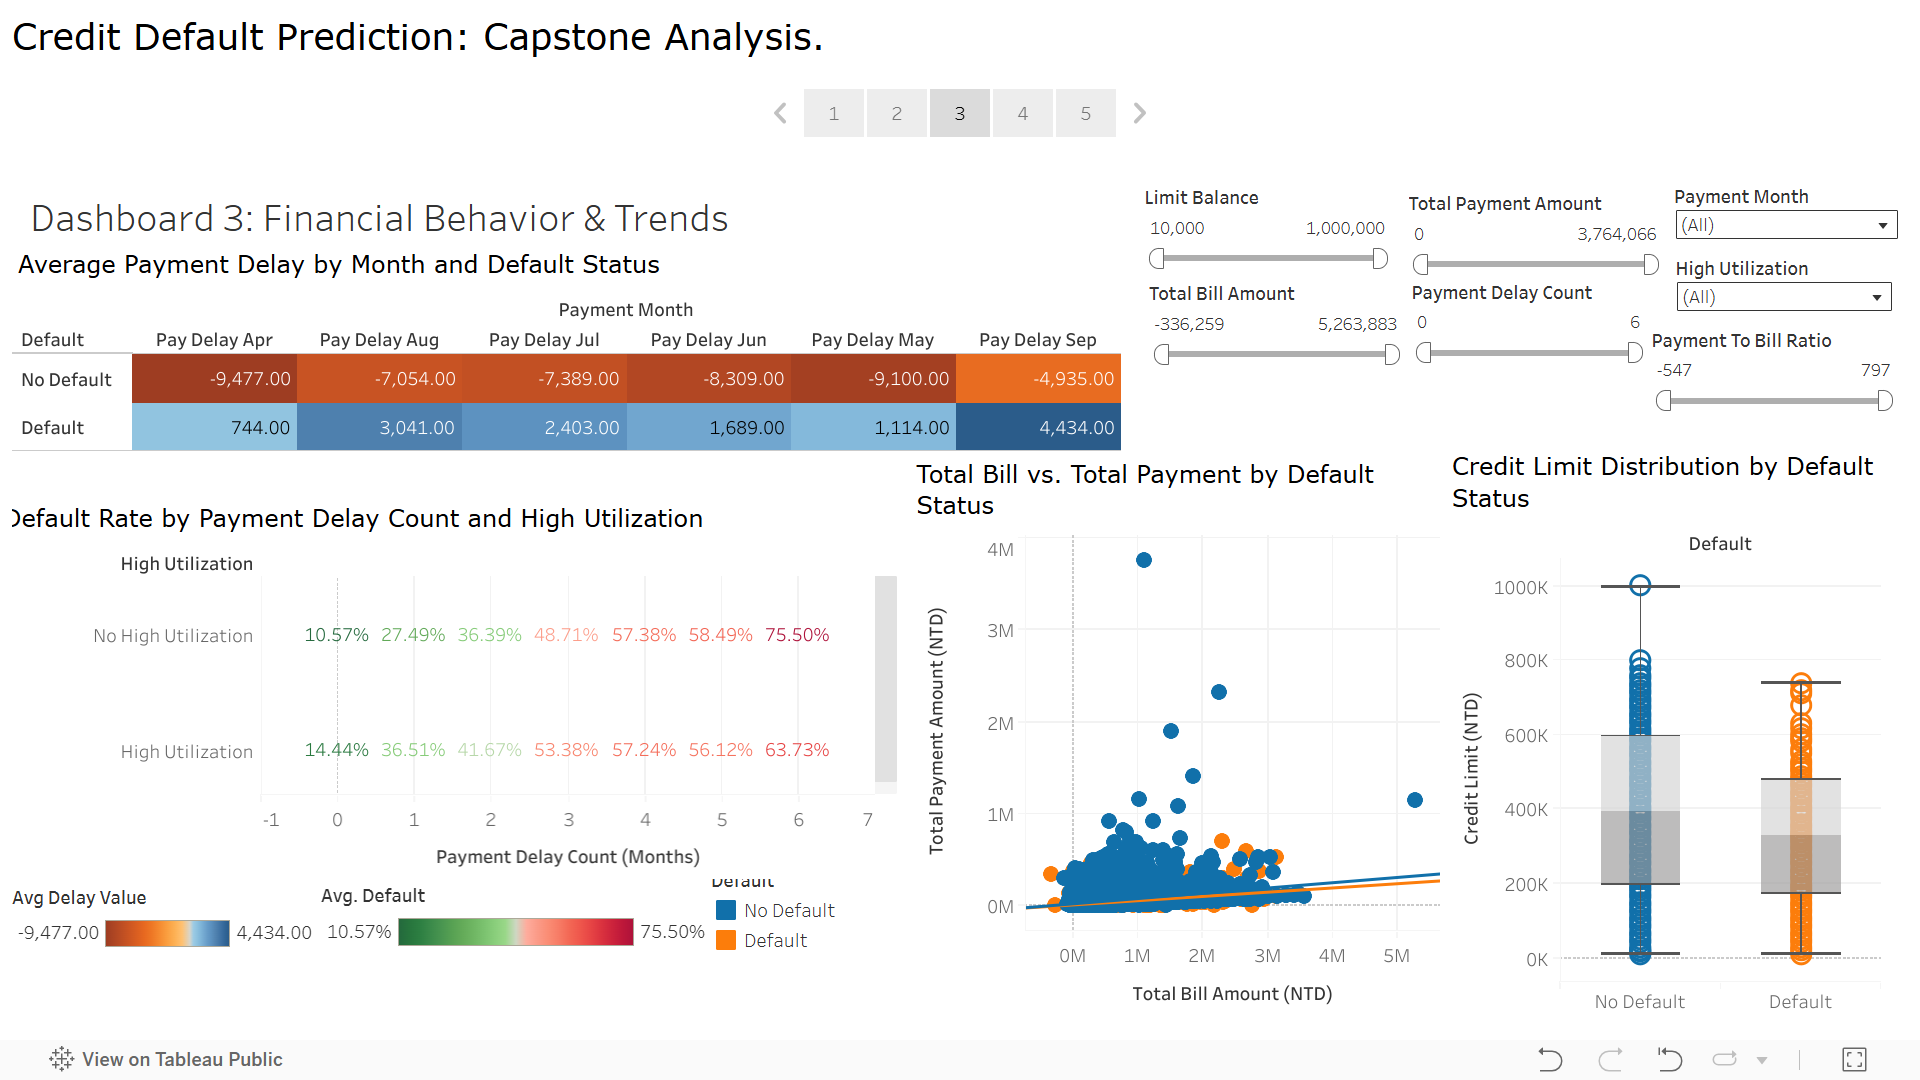 Credit Default Prediction: Capstone Analysis.
1 2 3 4 5
Dashboard 3: Financial Behavior & Trends
Average Payment Delay by Month and Default Status
Payment Month
Default Pay Delay Apr Pay Delay Aug Pay Delay Jul Pay Delay Jun Pay Delay May Pay Delay Sep
No Default -9,477.00 -7,054.00 -7,389.00 -8,309.00 -9,100.00 -4,935.00
Default 744.00 3,041.00 2,403.00 1,689.00 1,114.00 4,434.00
Limit Balance
10,000 1,000,000
Total Bill Amount
-336,259 5,263,883
Total Payment Amount
0 3,764,066
Payment Delay Count
0 6
Payment Month
(All)
High Utilization
(All)
Payment To Bill Ratio
-547 797
Default Rate by Payment Delay Count and High Utilization
High Utilization
No High Utilization 10.57% 27.49% 36.39% 48.71% 57.38% 58.49% 75.50%
High Utilization 14.44% 36.51% 41.67% 53.38% 57.24% 56.12% 63.73%
-1 0 1 2 3 4 5 6 7
Payment Delay Count (Months)
Avg Delay Value
-9,477.00 4,434.00
Avg. Default
10.57% 75.50%
Default
No Default
Default
Total Bill vs. Total Payment by Default
Status
Total Payment Amount (NTD)
4M
3M
2M
1M
0M
0M 1M 2M 3M 4M 5M
Total Bill Amount (NTD)
Credit Limit Distribution by Default
Status
Default
Credit Limit (NTD)
1000K
800K
600K
400K
200K
0K
No Default Default
View on Tableau Public